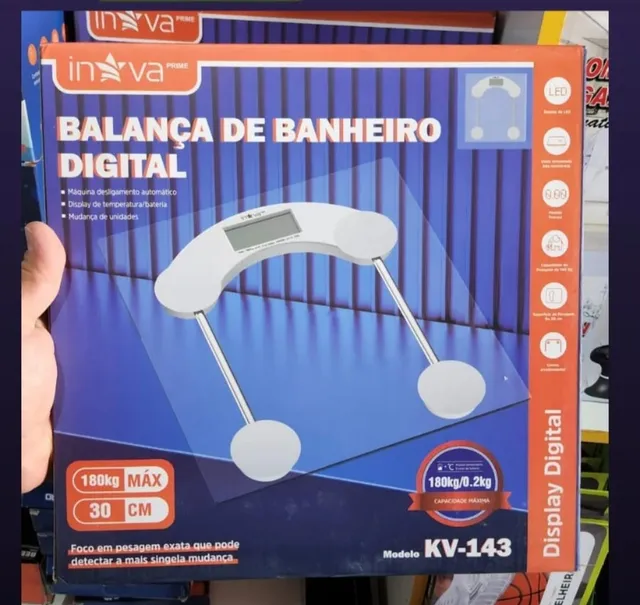 inova PRIME
inova PRIME
BALANÇA DE BANHEIRO
DIGITAL
Máquina desligamento automático
Display de temperatura/bateria
Mudança de unidades
LED
180kg MÁX
30 CM
Foco em pesagem exata que pode
detectar a mais singela mudança
°C
180kg/0.2kg
CAPACIDADE MÁXIMA
Modelo KV-143
Display Digital